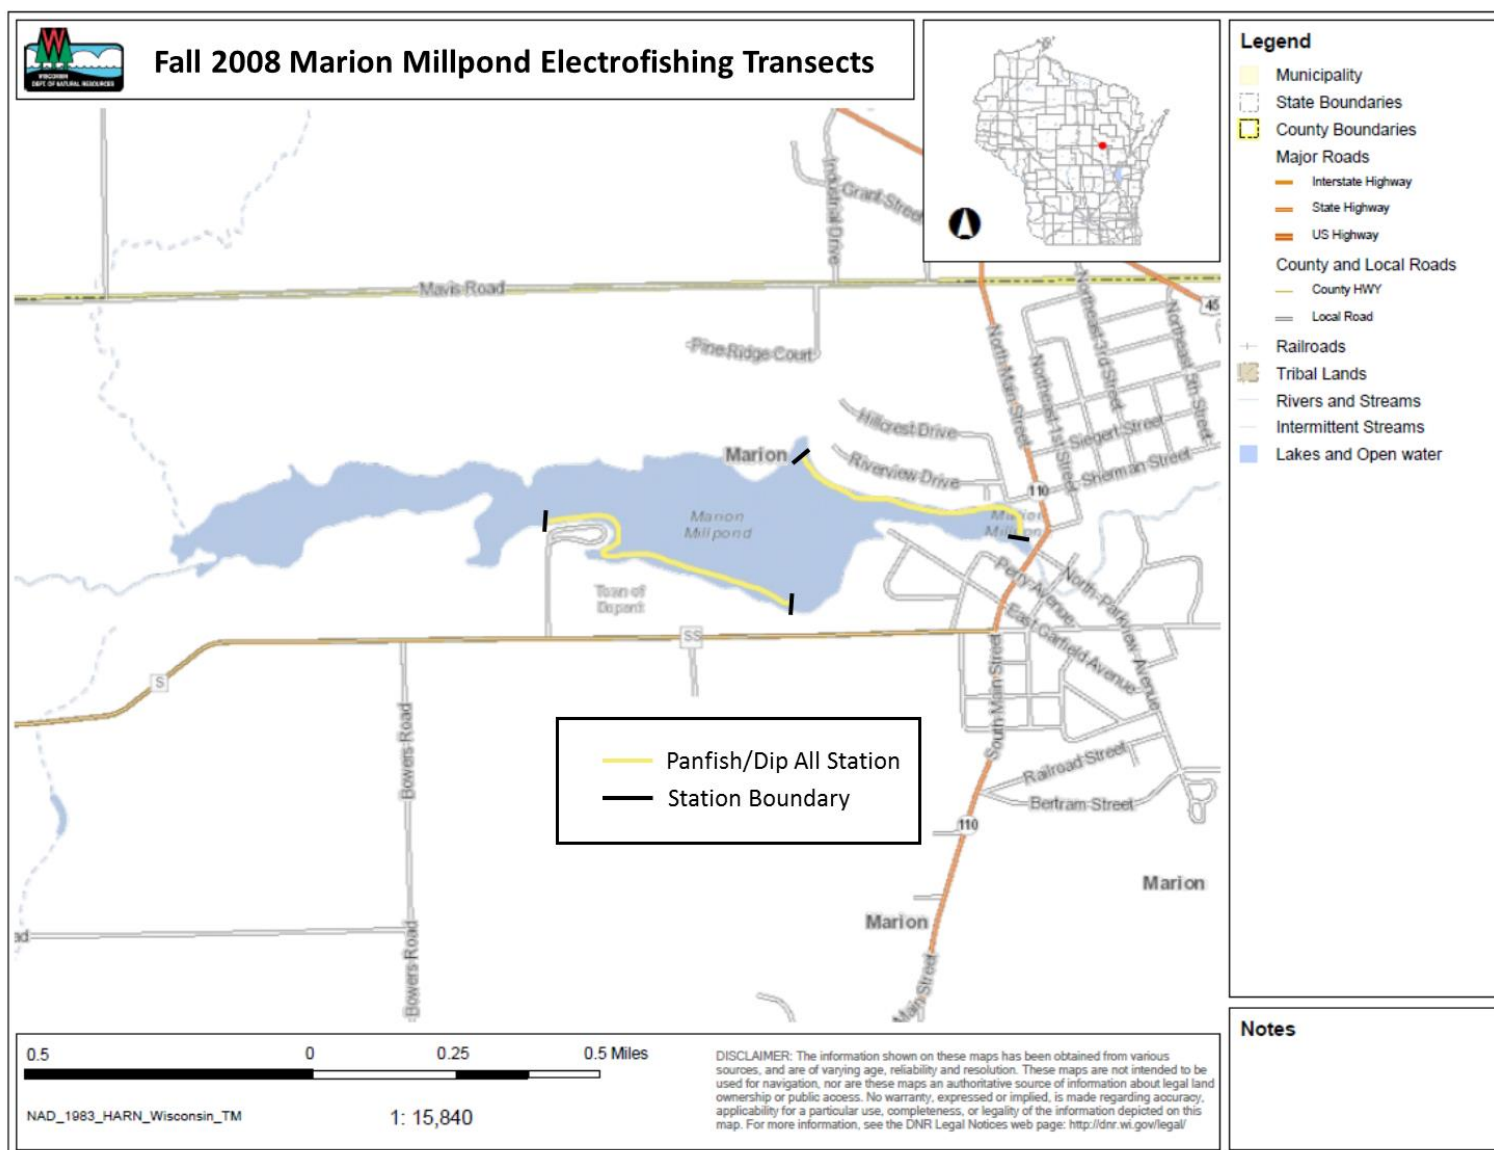 WISCONSIN
DEPT. OF NATURAL RESOURCES
Fall 2008 Marion Millpond Electrofishing Transects
Legend
Municipality
State Boundaries
County Boundaries
Major Roads
Interstate Highway
State Highway
US Highway
County and Local Roads
County HWY
Local Road
Railroads
Tribal Lands
Rivers and Streams
Intermittent Streams
Lakes and Open water
Industrial Drive
Grant Street
Mavis Road
45
Pine Ridge Court
North Main Street
Northeast 1st Street
Northeast 3rd Street
Northeast 5th Street
Hillcrest Drive
Siegert Street
Marion
Riverview Drive
Sherman Street
110
Marion
Millpond
Marion
Town of
Dupont
Perry Avenue
North Parkview Avenue
East Garfield Avenue
SS
S
South Main Street
Bowers Road
Railroad Street
Bertram Street
110
Panfish/Dip All Station
Station Boundary
Marion
Marion
Bowers Road
Main Street
0.5
0
0.25
0.5 Miles
NAD_1983_HARN_Wisconsin_TM
1: 15,840
DISCLAIMER: The information shown on these maps has been obtained from various
sources, and are of varying age, reliability and resolution. These maps are not intended to be
used for navigation, nor are these maps an authoritative source of information about legal land
ownership or public access. No warranty, expressed or implied, is made regarding accuracy,
applicability for a particular use, completeness, or legality of the information depicted on this
map. For more information, see the DNR Legal Notices web page: http://dnr.wi.gov/legal/
Notes